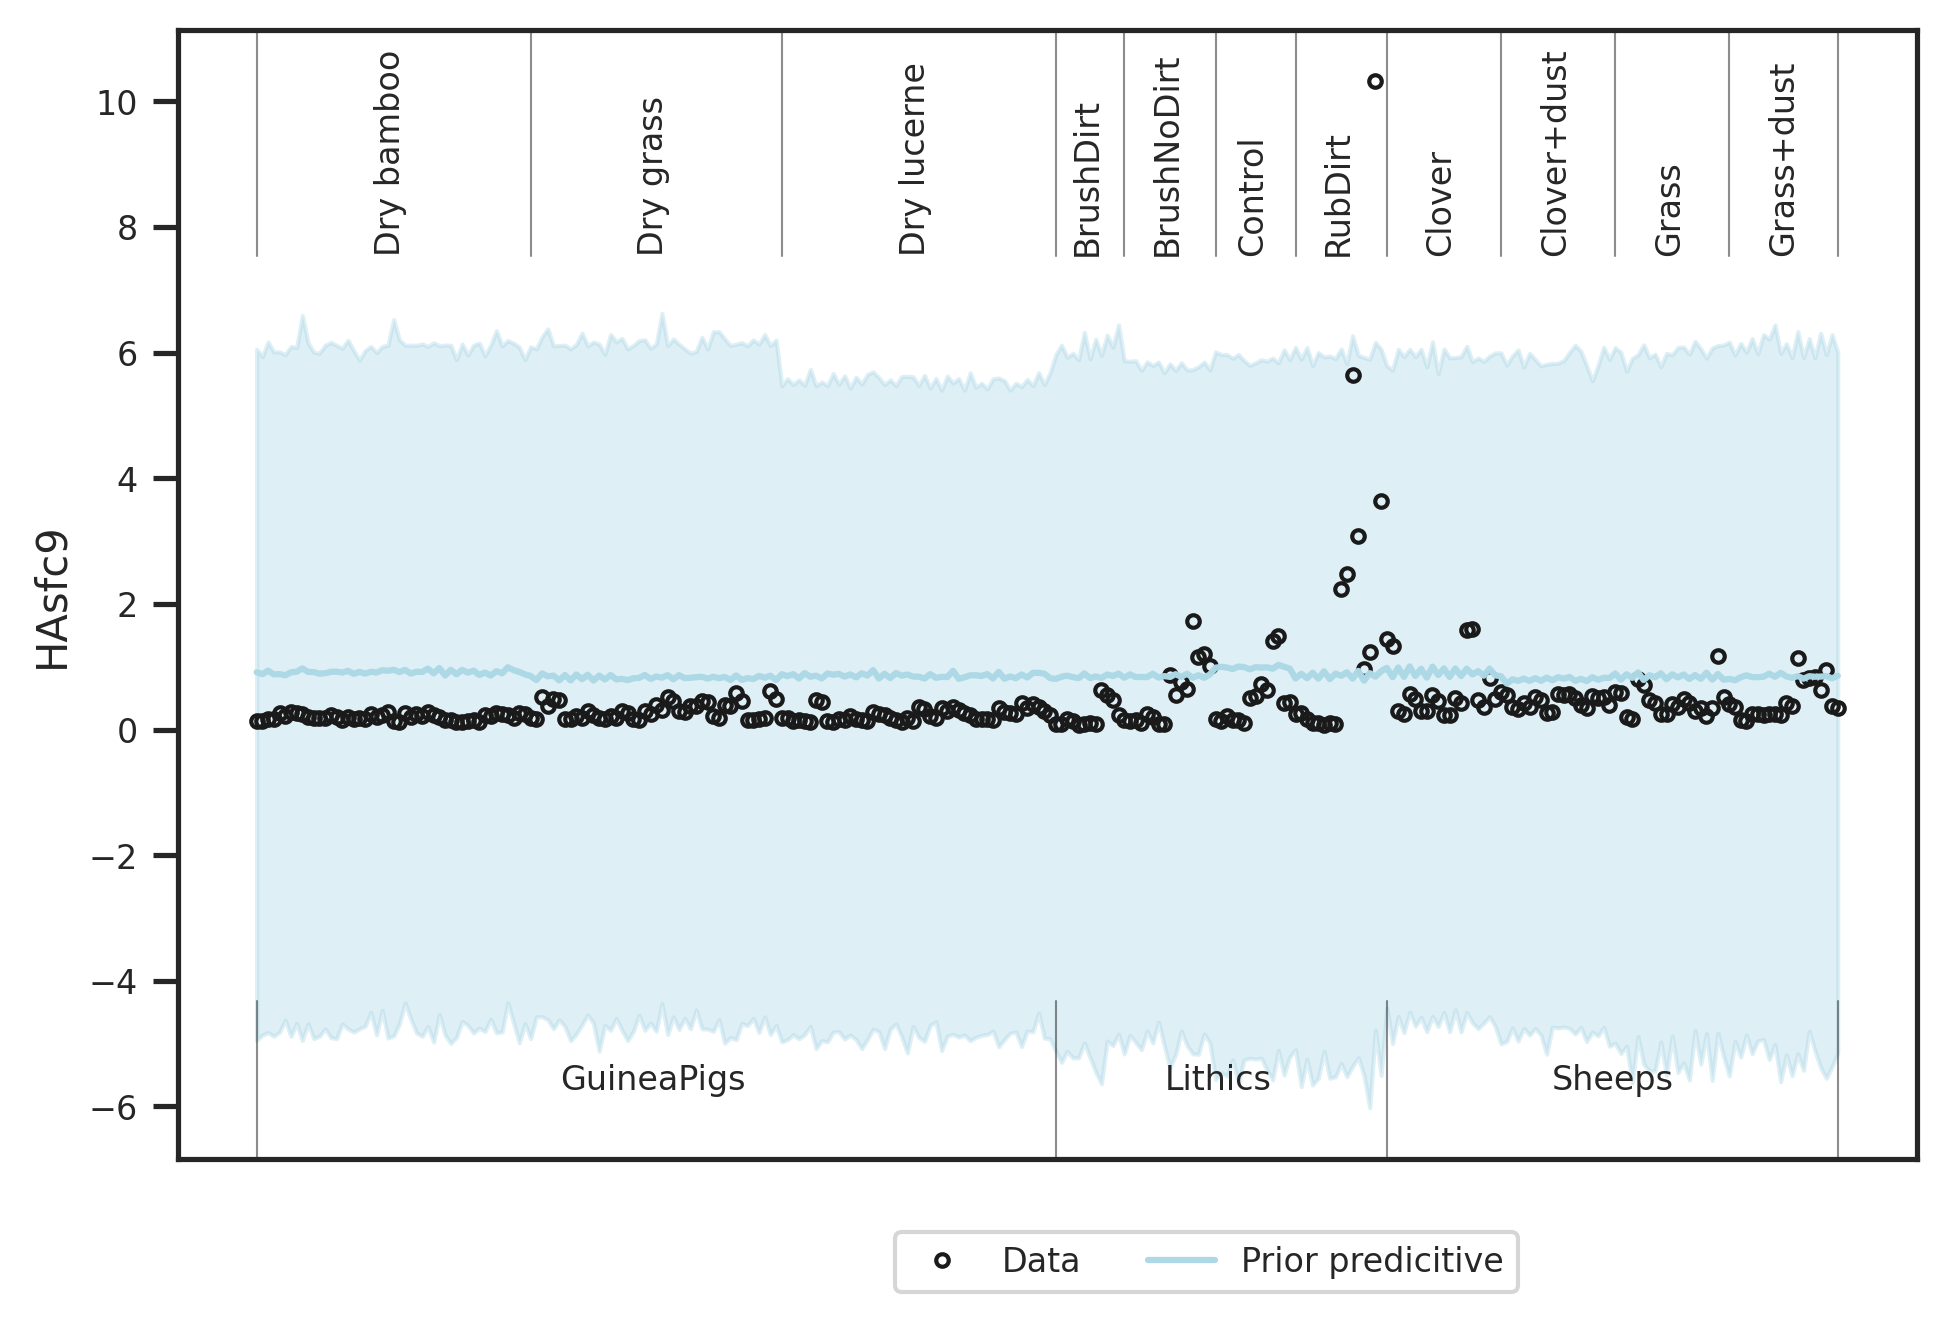 Dry bamboo
Dry grass
Dry lucerne
BrushDirt
BrushNoDirt
Control
RubDirt
Clover
Clover+dust
Grass
Grass+dust
10
8
6
4
2
0
−2
−4
−6
HAsfc9
GuineaPigs
Lithics
Sheeps
Data
Prior predicitive